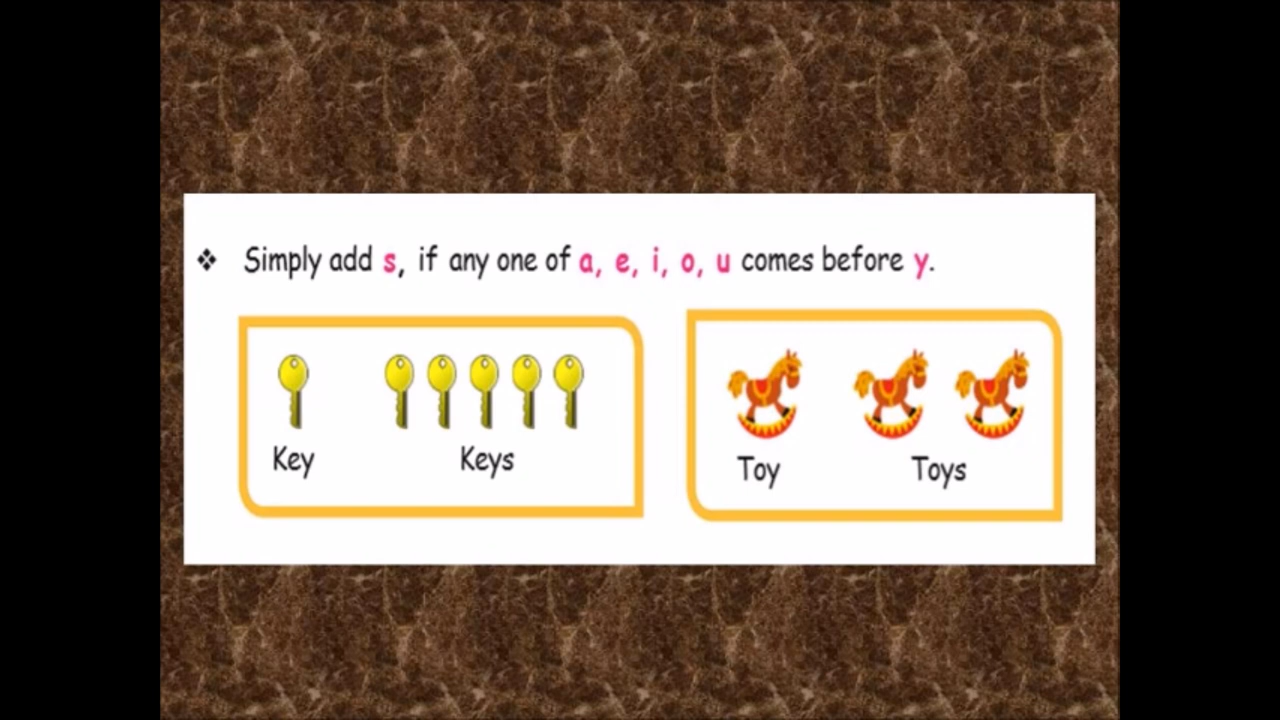 ❖ Simply add s, if any one of a, e, i, o, u comes before y.
Key Keys
Toy Toys